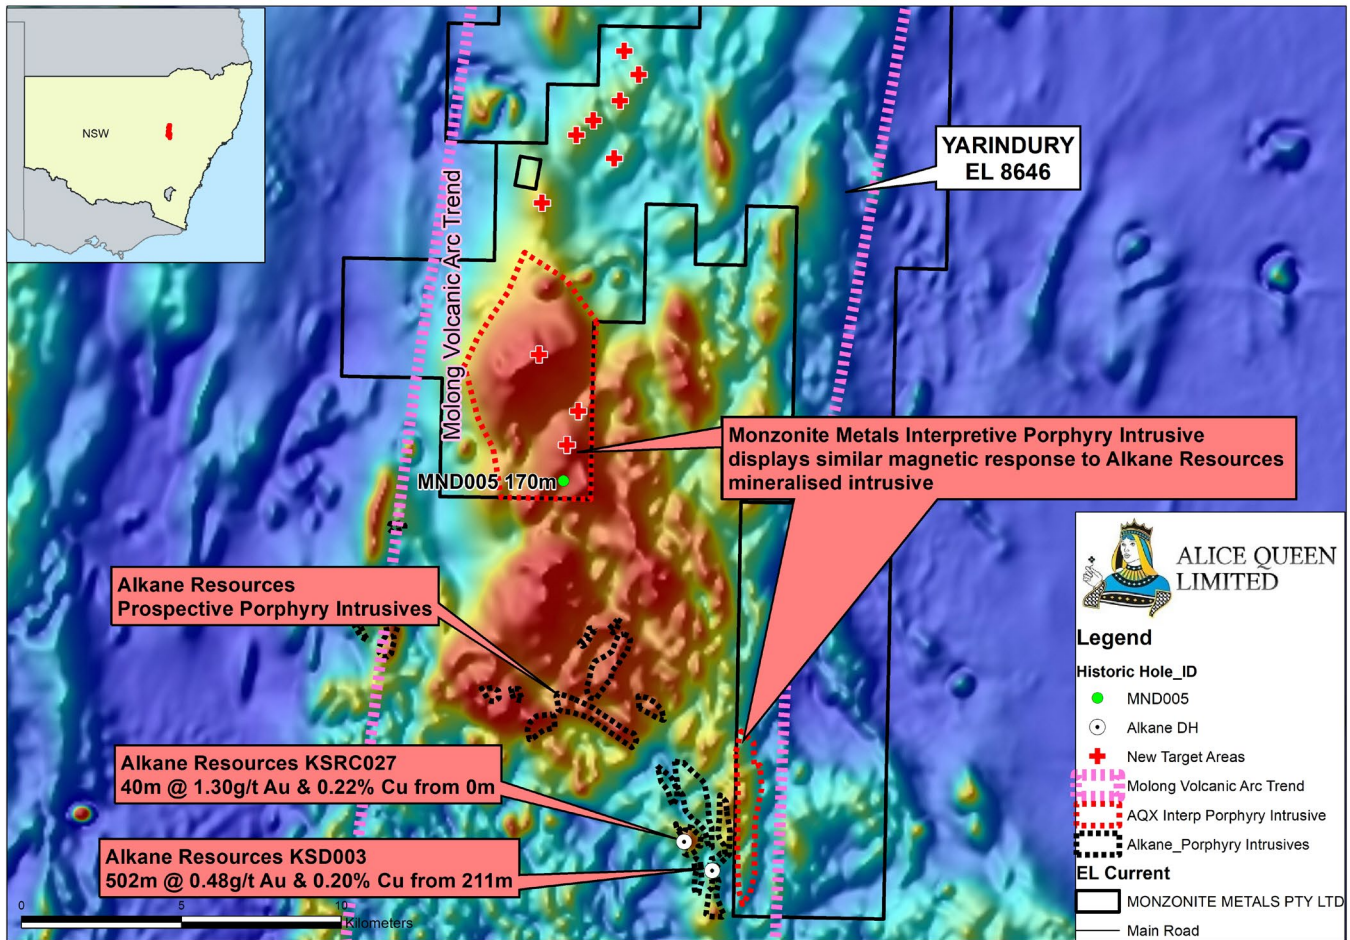 NSW
YARINDURY
EL 8646
Molong Volcanic Arc Trend
MND005 170m
Monzonite Metals Interpretive Porphyry Intrusive
displays similar magnetic response to Alkane Resources
mineralised intrusive
Alkane Resources
Prospective Porphyry Intrusives
Alkane Resources KSRC027
40m @ 1.30g/t Au & 0.22% Cu from 0m
Alkane Resources KSD003
502m @ 0.48g/t Au & 0.20% Cu from 211m
0 5 10
Kilometers
ALICE QUEEN
LIMITED
Legend
Historic Hole_ID
MND005
Alkane DH
New Target Areas
Molong Volcanic Arc Trend
AQX Interp Porphyry Intrusive
Alkane_Porphyry Intrusives
EL Current
MONZONITE METALS PTY LTD
Main Road